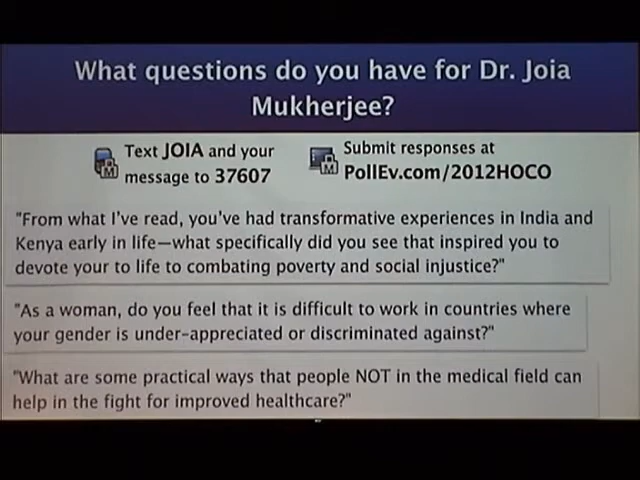 What questions do you have for Dr. Joia
Mukherjee?
Text JOIA and your
message to 37607
Submit responses at
PollEv.com/2012HOCO
"From what I've read, you've had transformative experiences in India and
Kenya early in life—what specifically did you see that inspired you to
devote your to life to combating poverty and social injustice?"
"As a woman, do you feel that it is difficult to work in countries where
your gender is under-appreciated or discriminated against?"
"What are some practical ways that people NOT in the medical field can
help in the fight for improved healthcare?"